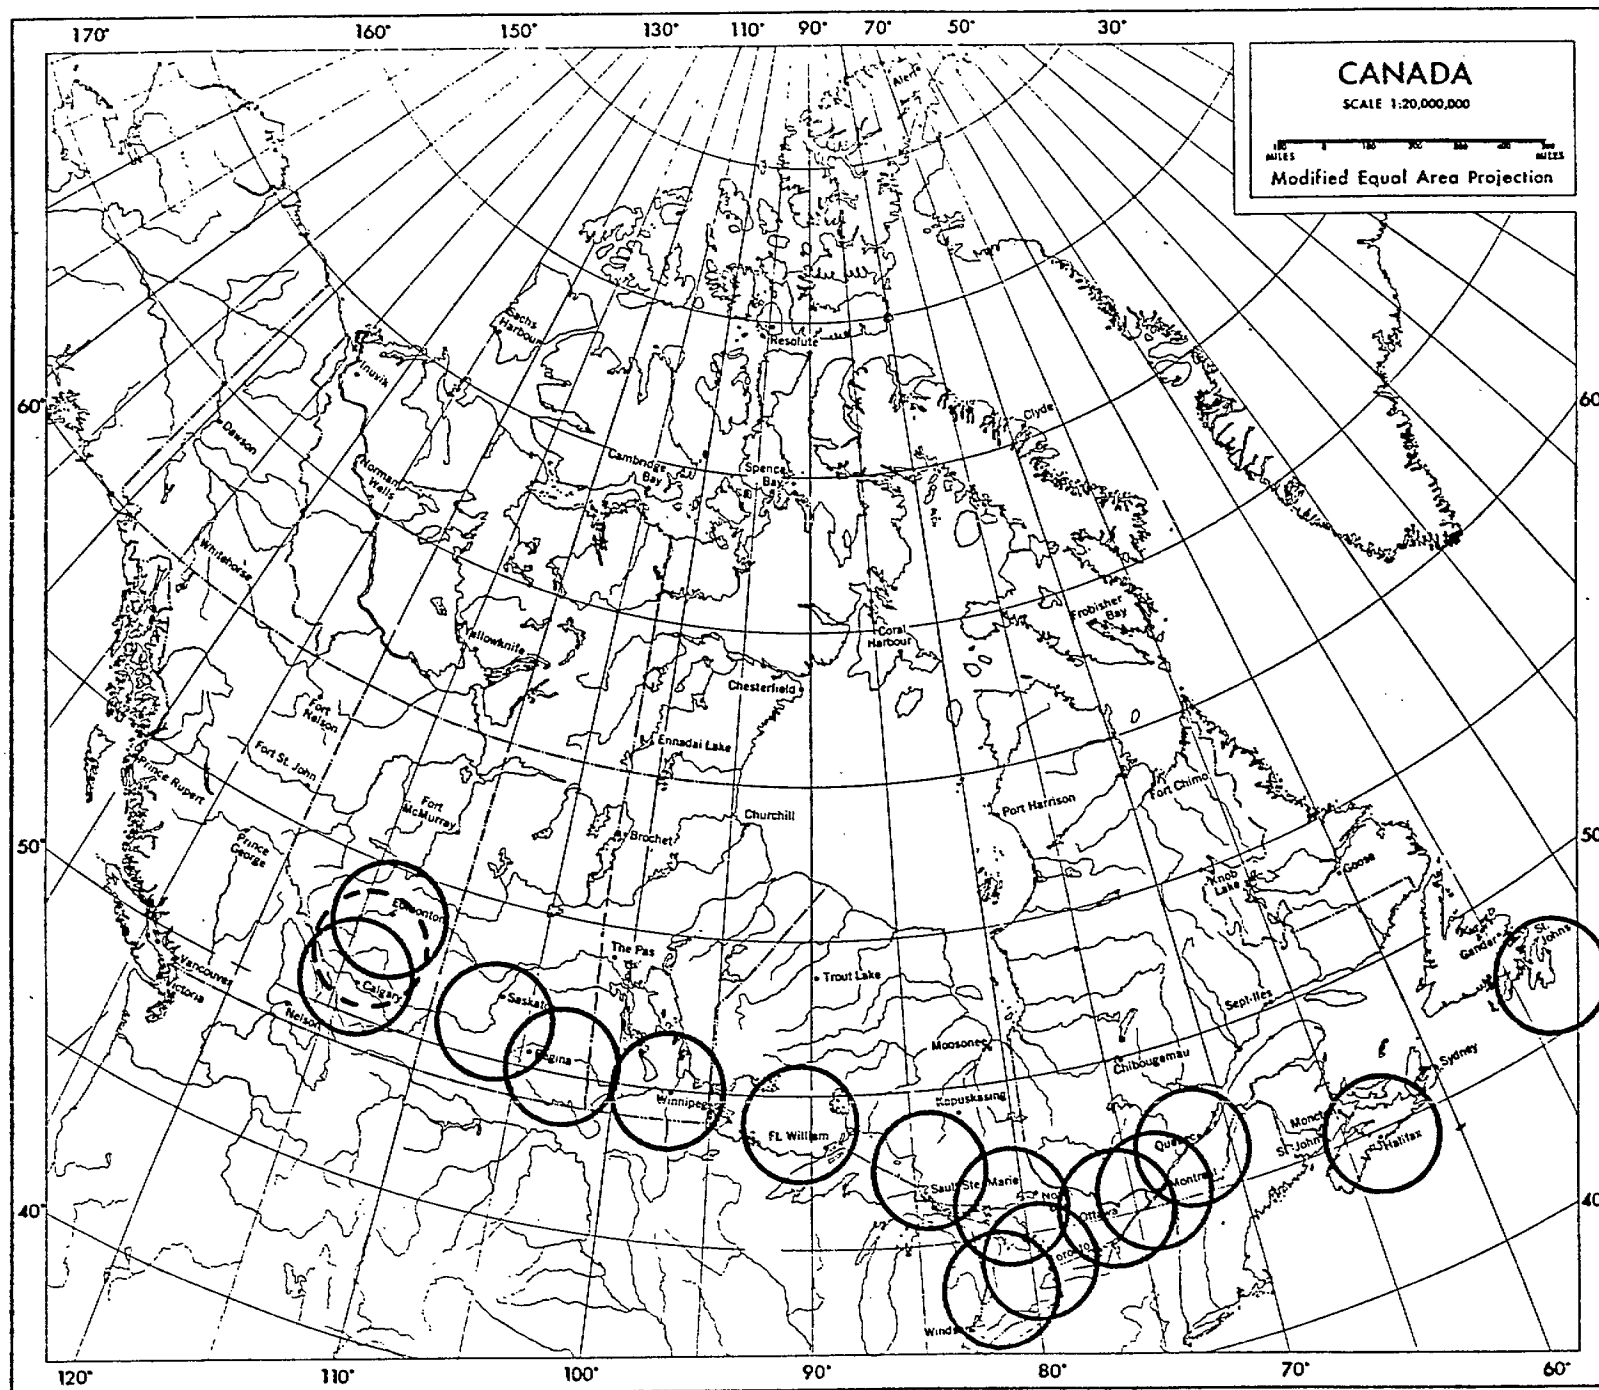 170° 160° 150° 130° 110° 90° 70° 50° 30°
CANADA
SCALE 1:20,000,000
MILES
MILES
Modified Equal Area Projection
Alert
Sachs
Harbour
Resolute
Inuvik
Clyde
60°
60
Dawson
Norman
Wells
Cambridge
Bay
Spence
Bay
Whitehorse
Frobisher
Bay
Coral
Harbour
Yellowknife
Chesterfield
Fort
Nelson
Ennadai Lake
Fort St. John
Prince Rupert
Fort Chimo
Port Harrison
Fort
McMurray
Churchill
Brochet
50°
50
Prince
George
Goose
Knob
Lake
Edmonton
St.
Johns
Gander
The Pas
Trout Lake
Vancouver
Victoria
Calgary
Saskato
Sept-Iles
Nelson
Moosonee
Regina
Chibougamau
Sydney
Winnipeg
Kapuskasing
Ft. William
Monct
St. John
Halifax
Quebec
Sault Ste. Marie
Montreal
No
Ottawa
40°
40
Toronto
Windsor
120° 110° 100° 90° 80° 70° 60°